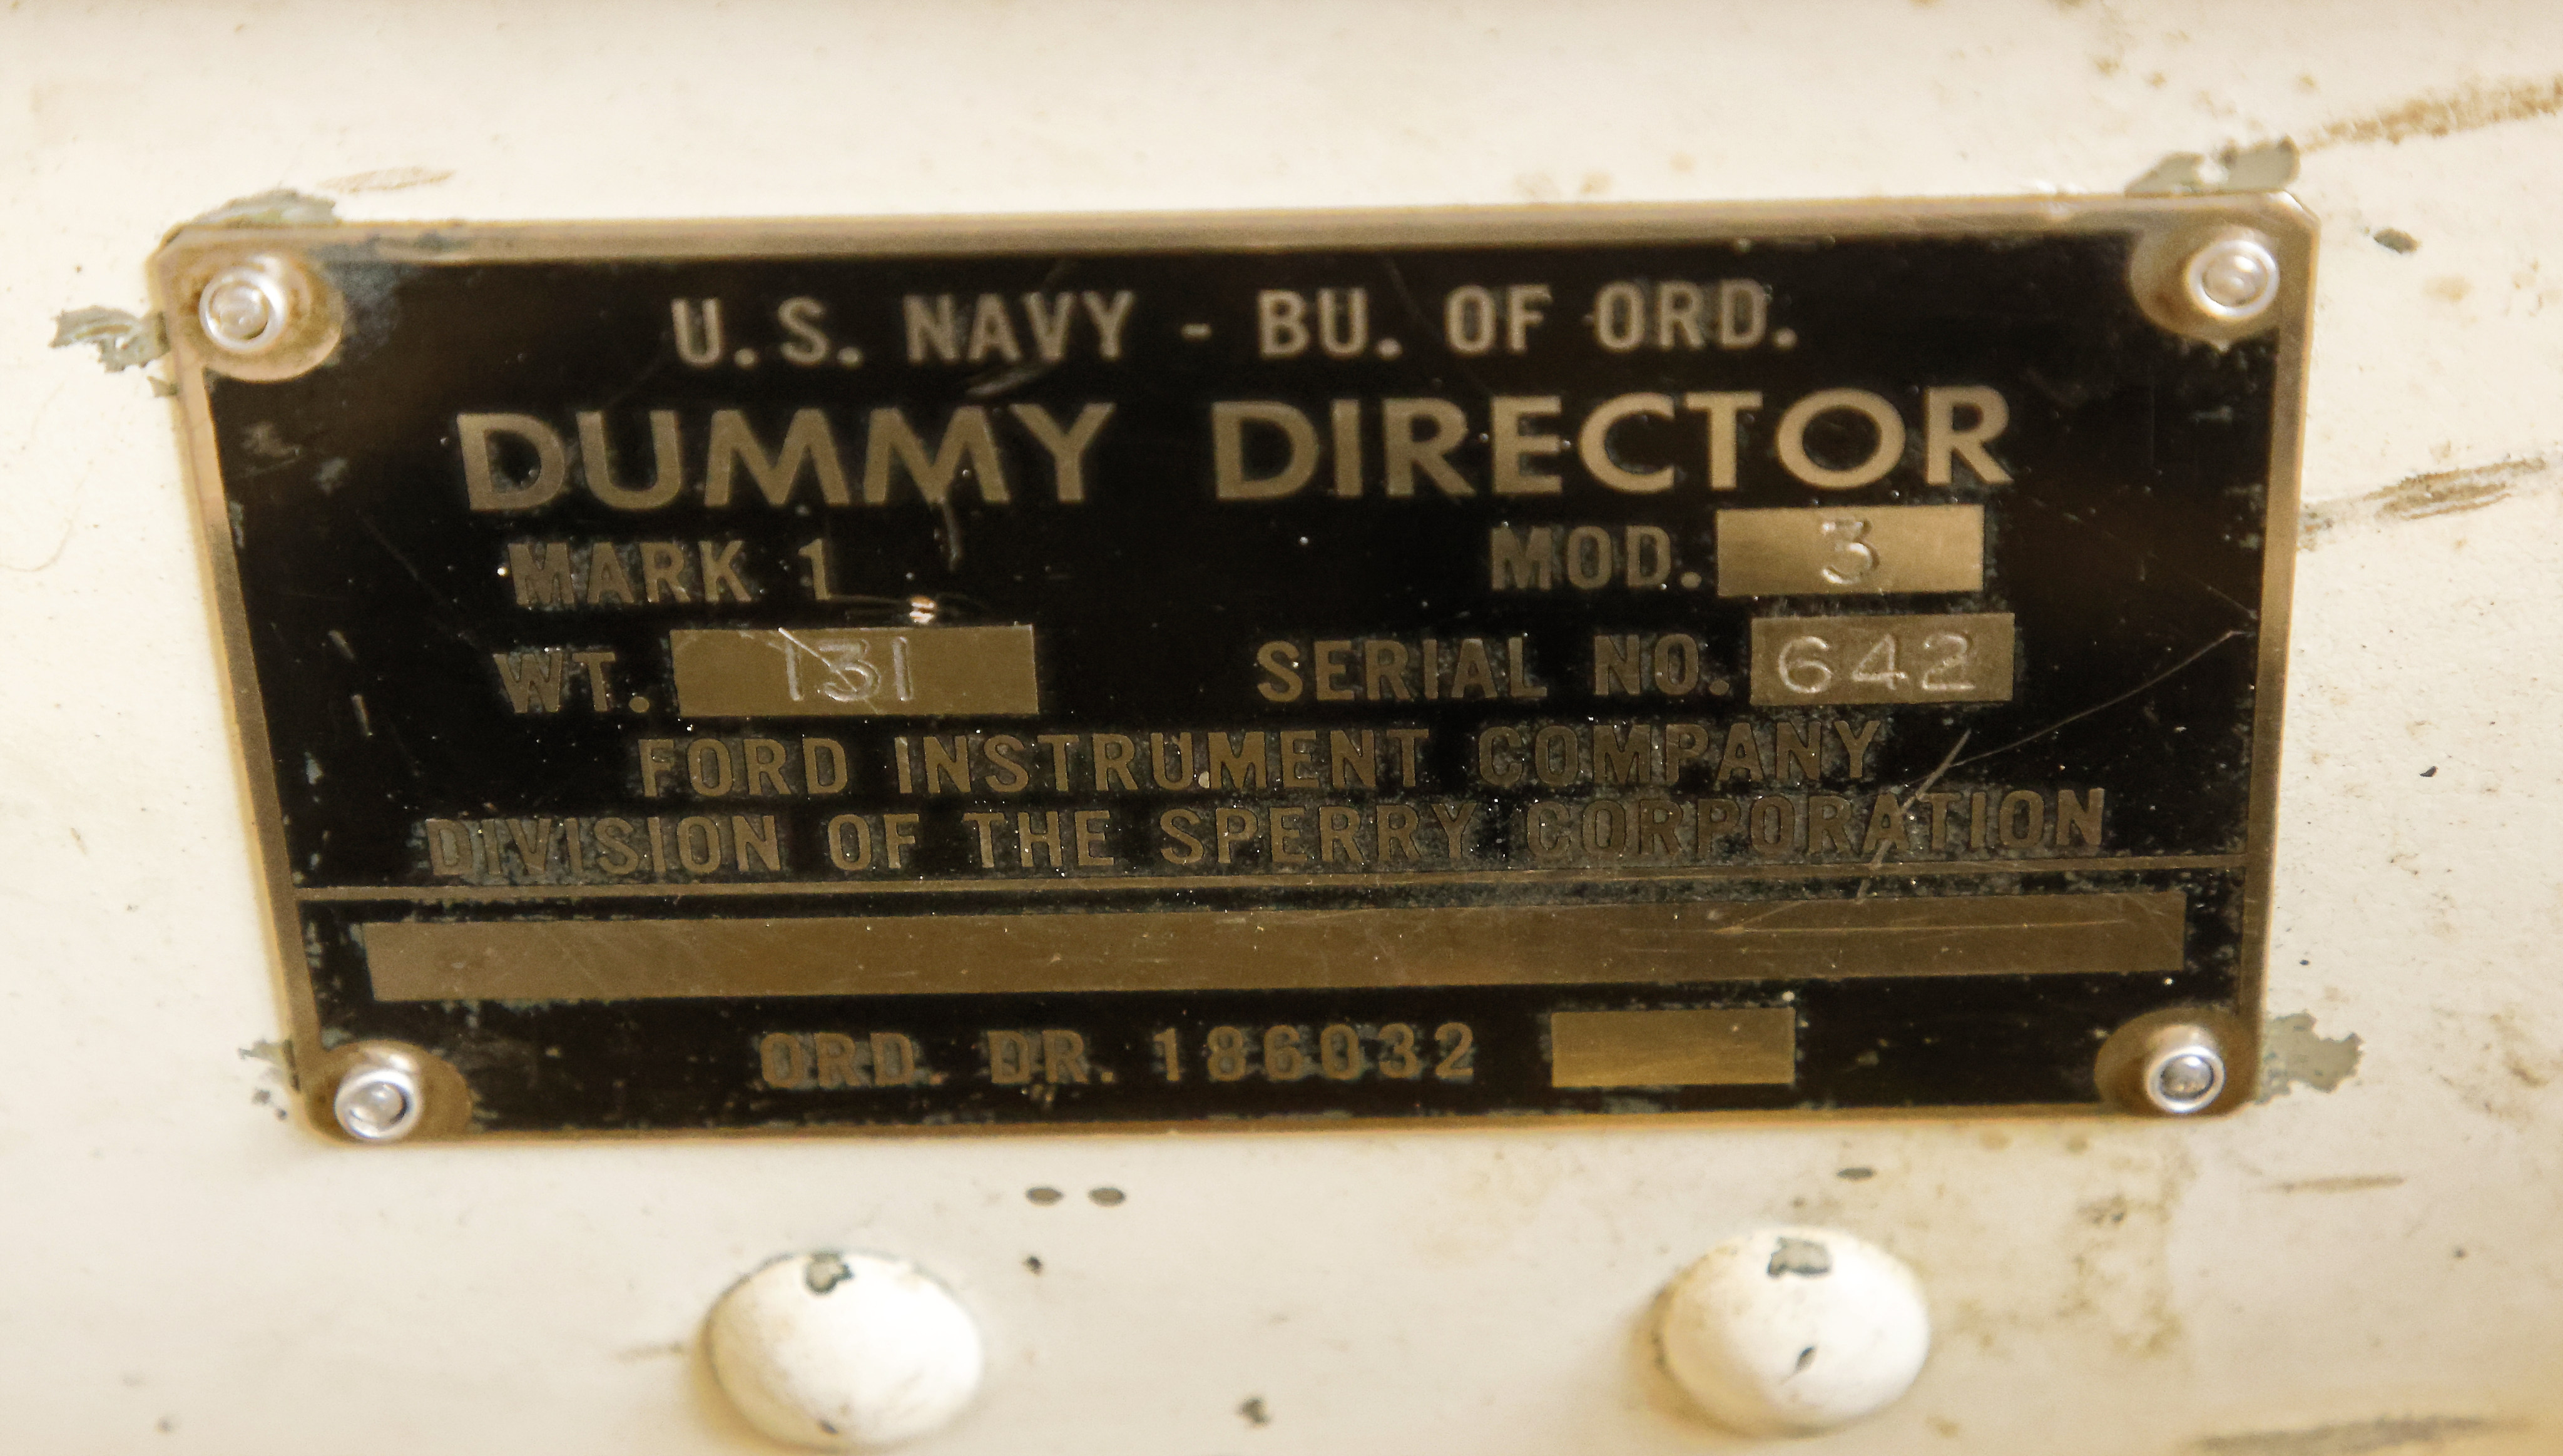 U.S. NAVY - BU. OF ORD.
DUMMY DIRECTOR
MARK 1 MOD. 3
WT. 131 SERIAL NO. 642
FORD INSTRUMENT COMPANY
DIVISION OF THE SPERRY CORPORATION
ORD. DR. 186032